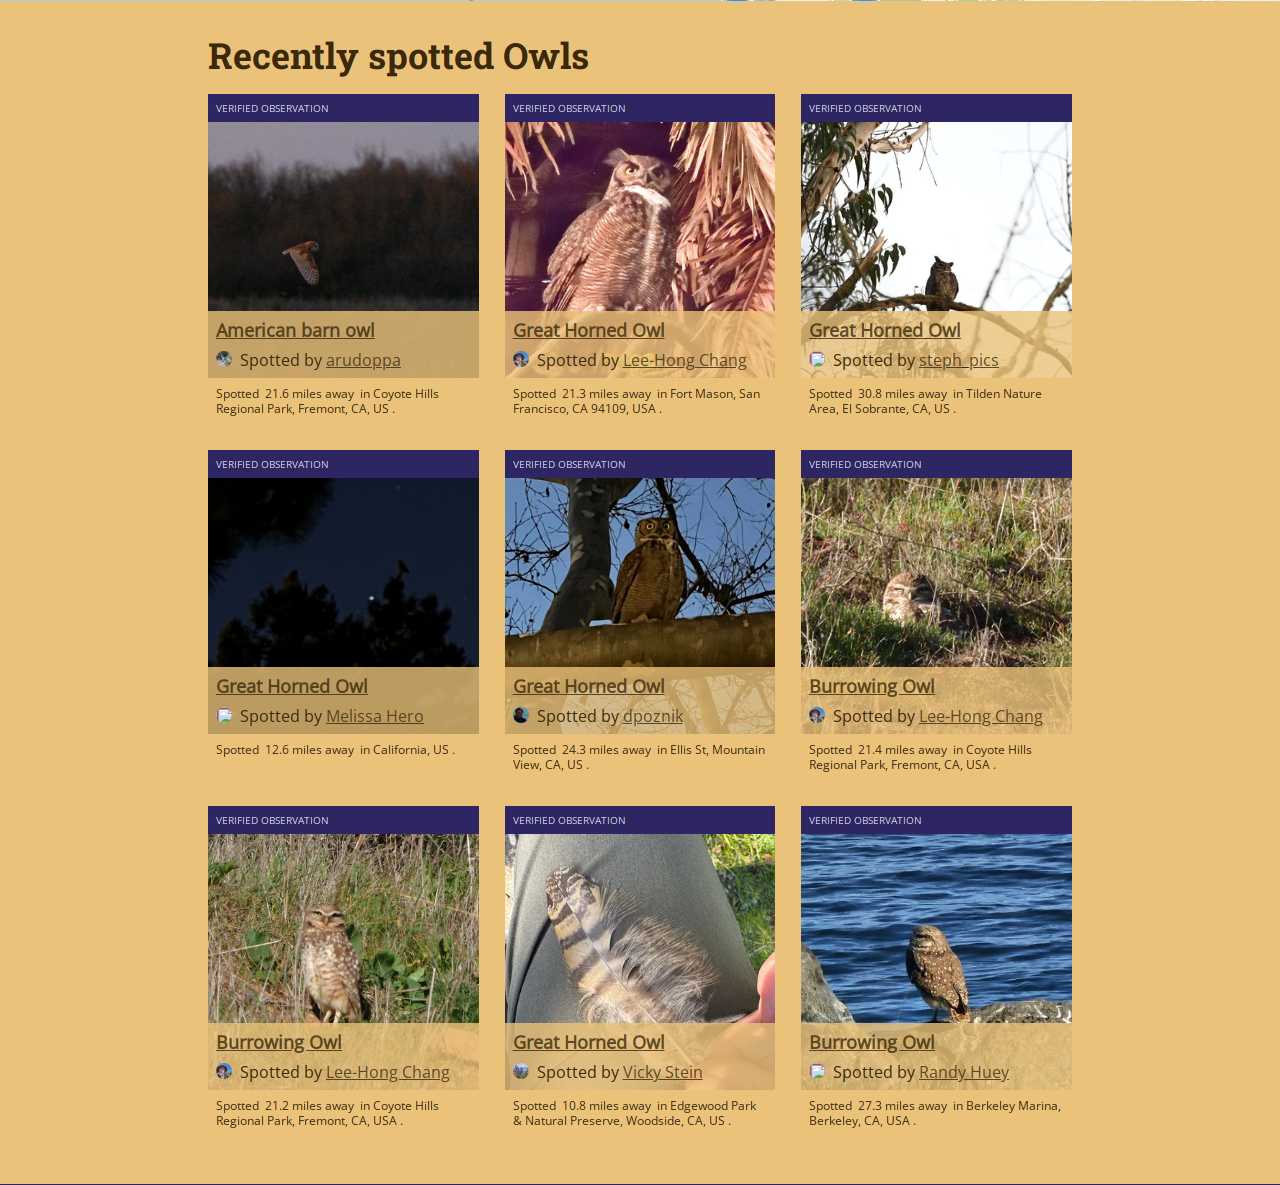 Recently spotted Owls
VERIFIED OBSERVATION
American barn owl
Spotted by arudoppa
Spotted 21.6 miles away in Coyote Hills
Regional Park, Fremont, CA, US .
VERIFIED OBSERVATION
Great Horned Owl
Spotted by Lee-Hong Chang
Spotted 21.3 miles away in Fort Mason, San
Francisco, CA 94109, USA .
VERIFIED OBSERVATION
Great Horned Owl
Spotted by steph_pics
Spotted 30.8 miles away in Tilden Nature
Area, El Sobrante, CA, US .
VERIFIED OBSERVATION
Great Horned Owl
Spotted by Melissa Hero
Spotted 12.6 miles away in California, US .
VERIFIED OBSERVATION
Great Horned Owl
Spotted by dpoznik
Spotted 24.3 miles away in Ellis St, Mountain
View, CA, US .
VERIFIED OBSERVATION
Burrowing Owl
Spotted by Lee-Hong Chang
Spotted 21.4 miles away in Coyote Hills
Regional Park, Fremont, CA, USA .
VERIFIED OBSERVATION
Burrowing Owl
Spotted by Lee-Hong Chang
Spotted 21.2 miles away in Coyote Hills
Regional Park, Fremont, CA, USA .
VERIFIED OBSERVATION
Great Horned Owl
Spotted by Vicky Stein
Spotted 10.8 miles away in Edgewood Park
& Natural Preserve, Woodside, CA, US .
VERIFIED OBSERVATION
Burrowing Owl
Spotted by Randy Huey
Spotted 27.3 miles away in Berkeley Marina,
Berkeley, CA, USA .